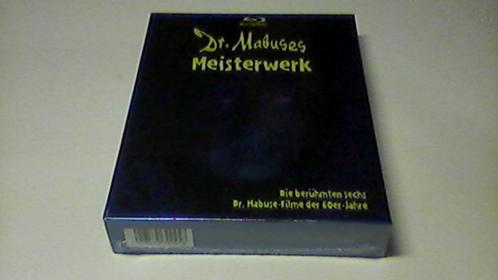 Dr. Mabuses
Meisterwerk
Die berühmten sechs
Dr. Mabuse-Filme der 60er-Jahre